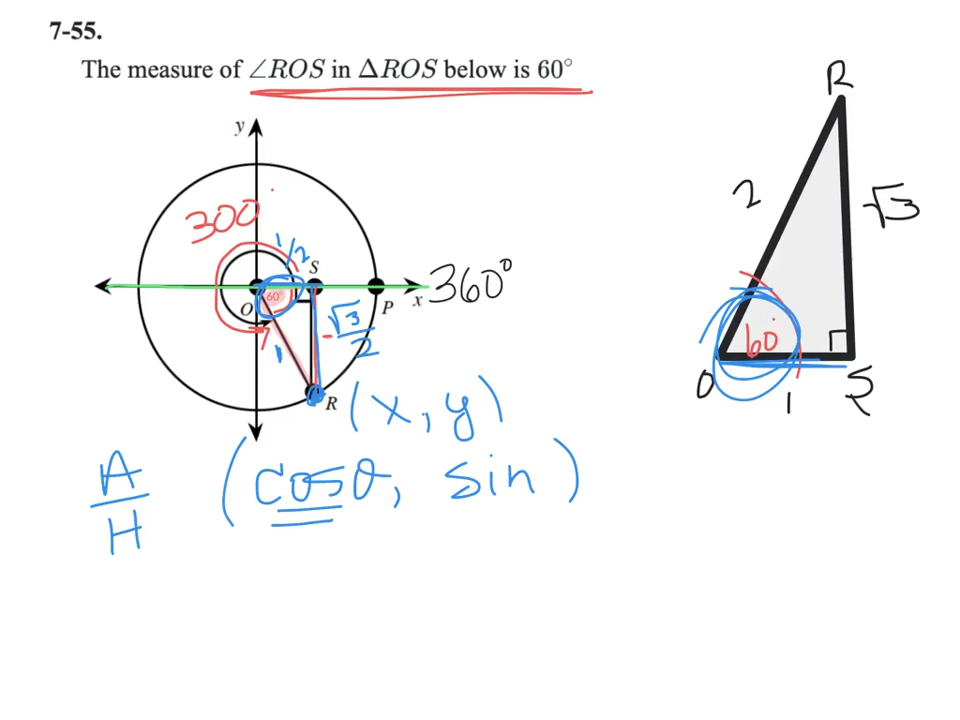 7-55.
The measure of ∠ROS in ΔROS below is 60°
y
R
2
√3
300°
1/2
S
360°
60°
O
P
x
-√3/2
1
R
(x, y)
60°
O
1
S
A/H
(cosθ, sin )